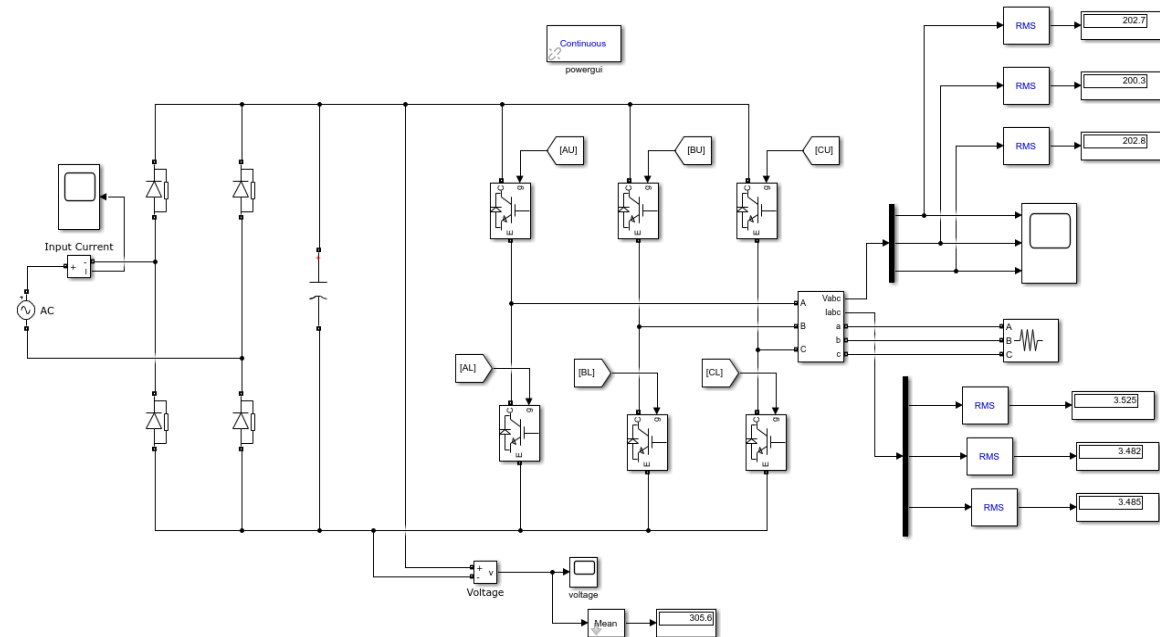 RMS
202.7
Continuous
powergui
RMS
200.3
RMS
202.8
[AU]
[BU]
[CU]
C
g
E
C
g
E
C
g
E
Input Current
+
-
i
AC
Vabc
Iabc
A
B
C
a
b
c
A
B
C
[AL]
[BL]
[CL]
C
g
E
C
g
E
C
g
E
RMS
3.525
RMS
3.482
RMS
3.485
+
-
v
Voltage
voltage
Mean
305.6